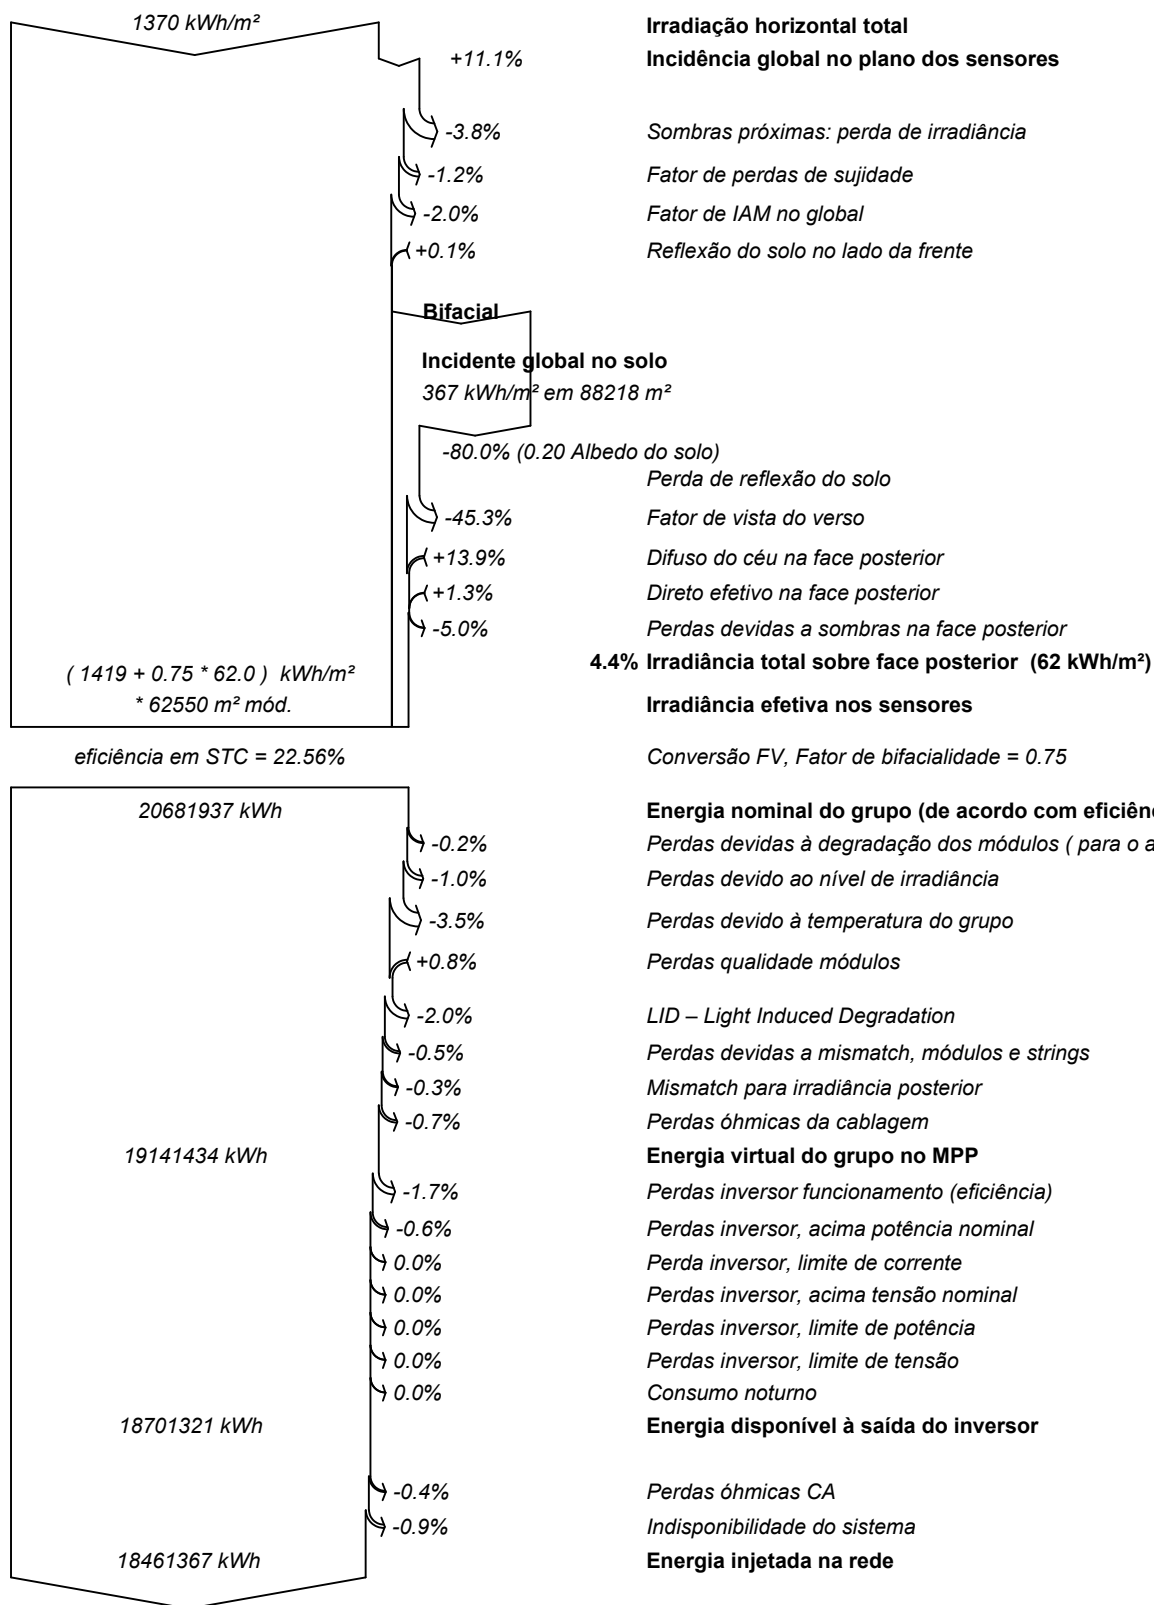 1370 kWh/m² Irradiação horizontal total
+11.1% Incidência global no plano dos sensores
-3.8% Sombras próximas: perda de irradiância
-1.2% Fator de perdas de sujidade
-2.0% Fator de IAM no global
+0.1% Reflexão do solo no lado da frente
Bifacial
Incidente global no solo
367 kWh/m² em 88218 m²
-80.0% (0.20 Albedo do solo)
Perda de reflexão do solo
-45.3% Fator de vista do verso
+13.9% Difuso do céu na face posterior
+1.3% Direto efetivo na face posterior
-5.0% Perdas devidas a sombras na face posterior
4.4% Irradiância total sobre face posterior (62 kWh/m²)
( 1419 + 0.75 * 62.0 ) kWh/m²
* 62550 m² mód. Irradiância efetiva nos sensores
eficiência em STC = 22.56% Conversão FV, Fator de bifacialidade = 0.75
20681937 kWh Energia nominal do grupo (de acordo com eficiênc
-0.2% Perdas devidas à degradação dos módulos ( para o a
-1.0% Perdas devido ao nível de irradiância
-3.5% Perdas devido à temperatura do grupo
+0.8% Perdas qualidade módulos
-2.0% LID – Light Induced Degradation
-0.5% Perdas devidas a mismatch, módulos e strings
-0.3% Mismatch para irradiância posterior
-0.7% Perdas óhmicas da cablagem
19141434 kWh Energia virtual do grupo no MPP
-1.7% Perdas inversor funcionamento (eficiência)
-0.6% Perdas inversor, acima potência nominal
0.0% Perda inversor, limite de corrente
0.0% Perdas inversor, acima tensão nominal
0.0% Perdas inversor, limite de potência
0.0% Perdas inversor, limite de tensão
0.0% Consumo noturno
18701321 kWh Energia disponível à saída do inversor
-0.4% Perdas óhmicas CA
-0.9% Indisponibilidade do sistema
18461367 kWh Energia injetada na rede